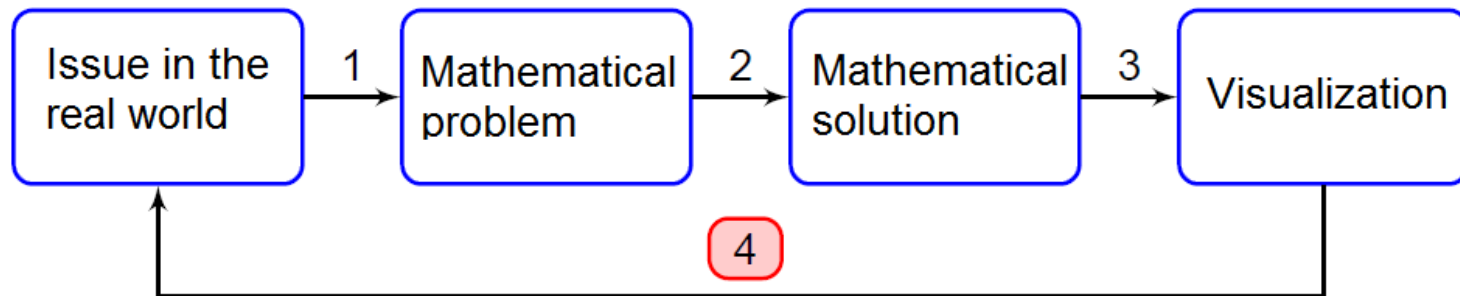 Issue in the
real world
1
Mathematical
problem
2
Mathematical
solution
3
Visualization
4